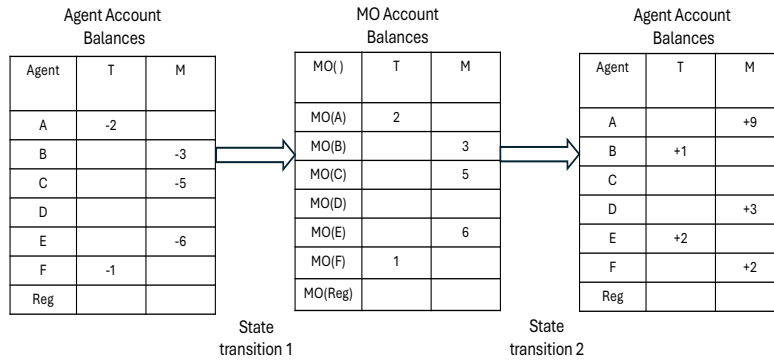 Agent Account
Balances
Agent T M
A -2
B -3
C -5
D
E -6
F -1
Reg
State
transition 1
MO Account
Balances
MO( ) T M
MO(A) 2
MO(B) 3
MO(C) 5
MO(D)
MO(E) 6
MO(F) 1
MO(Reg)
State
transition 2
Agent Account
Balances
Agent T M
A +9
B +1
C
D +3
E +2
F +2
Reg